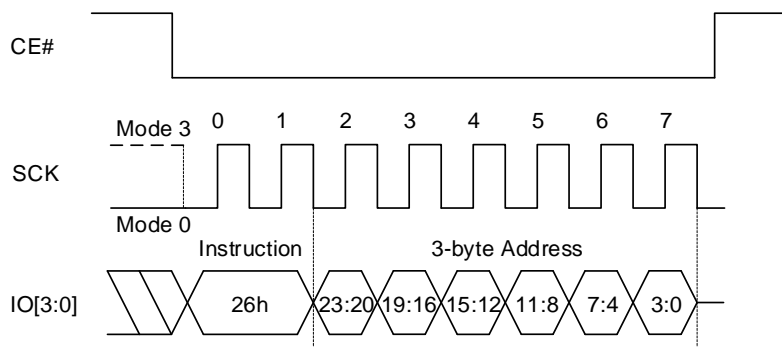 CE#
Mode 3 0 1 2 3 4 5 6 7
SCK
Mode 0
Instruction 3-byte Address
IO[3:0] 26h 23:20 19:16 15:12 11:8 7:4 3:0